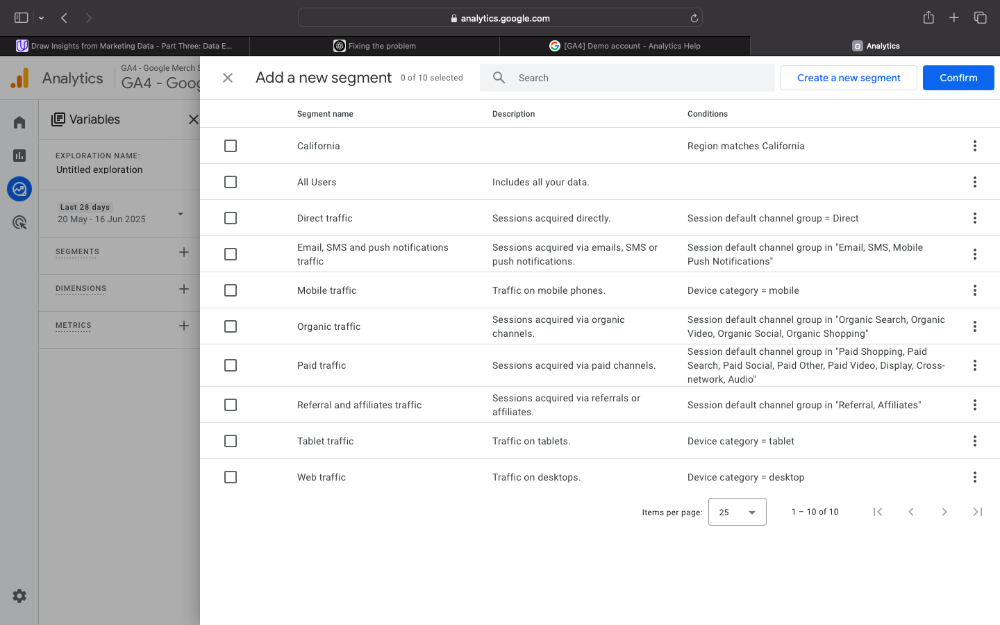 analytics.google.com
Draw Insights from Marketing Data - Part Three: Data E...
Fixing the problem
[GA4] Demo account - Analytics Help
G Analytics
Analytics
GA4 - Google Merch S
GA4 - Goog
Add a new segment
0 of 10 selected
Search
Create a new segment
Confirm
Variables
EXPLORATION NAME:
Untitled exploration
Last 28 days
20 May - 16 Jun 2025
SEGMENTS
DIMENSIONS
METRICS
Segment name
Description
Conditions
California
Region matches California
All Users
Includes all your data.
Direct traffic
Sessions acquired directly.
Session default channel group = Direct
Email, SMS and push notifications
traffic
Sessions acquired via emails, SMS or
push notifications.
Session default channel group in "Email, SMS, Mobile
Push Notifications"
Mobile traffic
Traffic on mobile phones.
Device category = mobile
Organic traffic
Sessions acquired via organic
channels.
Session default channel group in "Organic Search, Organic
Video, Organic Social, Organic Shopping"
Paid traffic
Sessions acquired via paid channels.
Session default channel group in "Paid Shopping, Paid
Search, Paid Social, Paid Other, Paid Video, Display, Cross-
network, Audio"
Referral and affiliates traffic
Sessions acquired via referrals or
affiliates.
Session default channel group in "Referral, Affiliates"
Tablet traffic
Traffic on tablets.
Device category = tablet
Web traffic
Traffic on desktops.
Device category = desktop
Items per page:
25
1 – 10 of 10